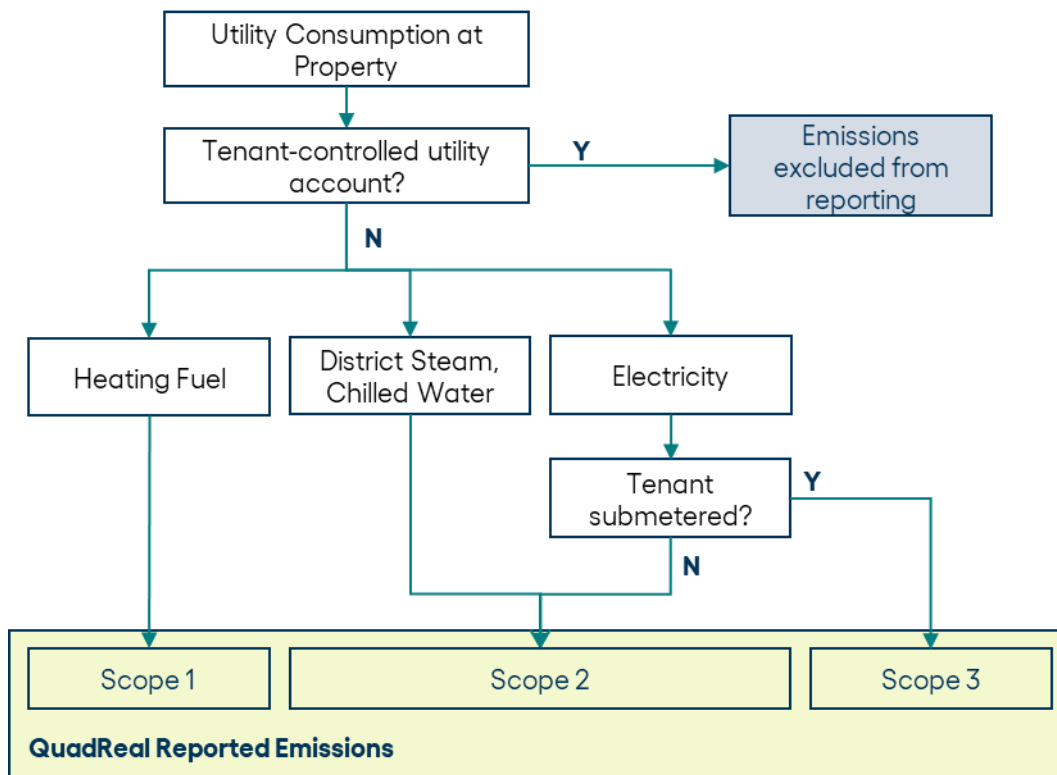 Utility Consumption at
Property
Tenant-controlled utility
account?
Y
Emissions
excluded from
reporting
N
Heating Fuel
District Steam,
Chilled Water
Electricity
Tenant
submetered?
Y
N
Scope 1
Scope 2
Scope 3
QuadReal Reported Emissions